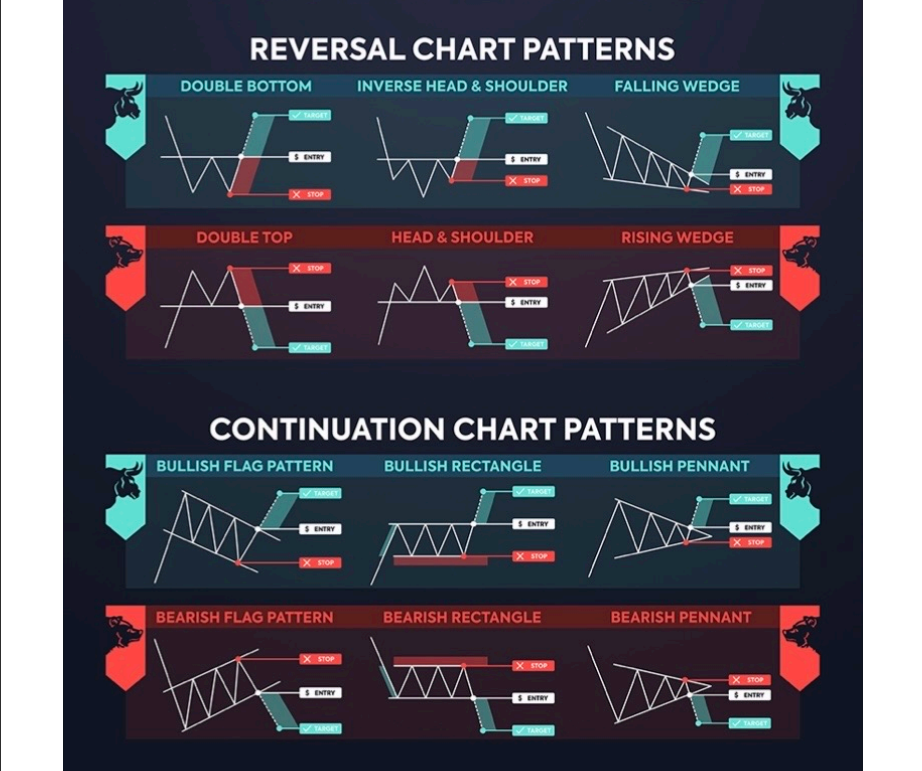 REVERSAL CHART PATTERNS
DOUBLE BOTTOM INVERSE HEAD & SHOULDER FALLING WEDGE
TARGET TARGET TARGET
$ ENTRY $ ENTRY $ ENTRY
STOP STOP STOP
DOUBLE TOP HEAD & SHOULDER RISING WEDGE
STOP STOP STOP
$ ENTRY $ ENTRY $ ENTRY
TARGET TARGET TARGET
CONTINUATION CHART PATTERNS
BULLISH FLAG PATTERN BULLISH RECTANGLE BULLISH PENNANT
TARGET TARGET TARGET
$ ENTRY $ ENTRY $ ENTRY
STOP STOP STOP
BEARISH FLAG PATTERN BEARISH RECTANGLE BEARISH PENNANT
STOP STOP STOP
$ ENTRY $ ENTRY $ ENTRY
TARGET TARGET TARGET